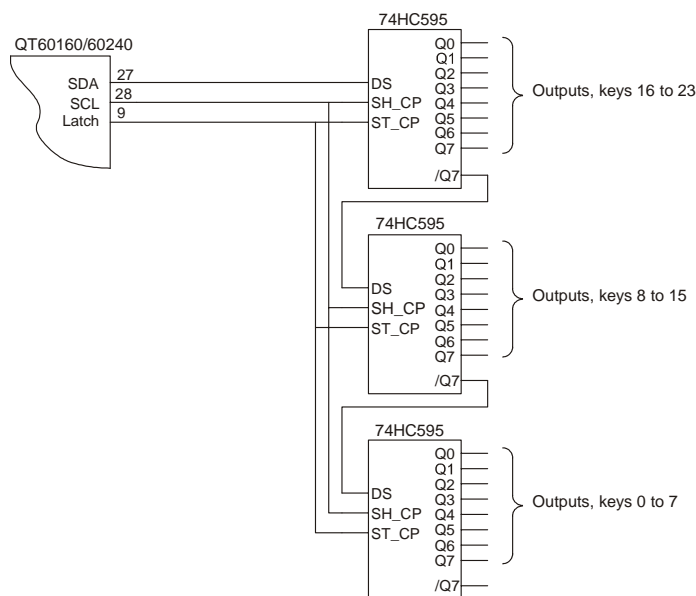 QT60160/60240
SDA
SCL
Latch
27
28
9
74HC595
DS
SH_CP
ST_CP
Q0
Q1
Q2
Q3
Q4
Q5
Q6
Q7
/Q7
Outputs, keys 16 to 23
74HC595
DS
SH_CP
ST_CP
Q0
Q1
Q2
Q3
Q4
Q5
Q6
Q7
/Q7
Outputs, keys 8 to 15
74HC595
DS
SH_CP
ST_CP
Q0
Q1
Q2
Q3
Q4
Q5
Q6
Q7
/Q7
Outputs, keys 0 to 7